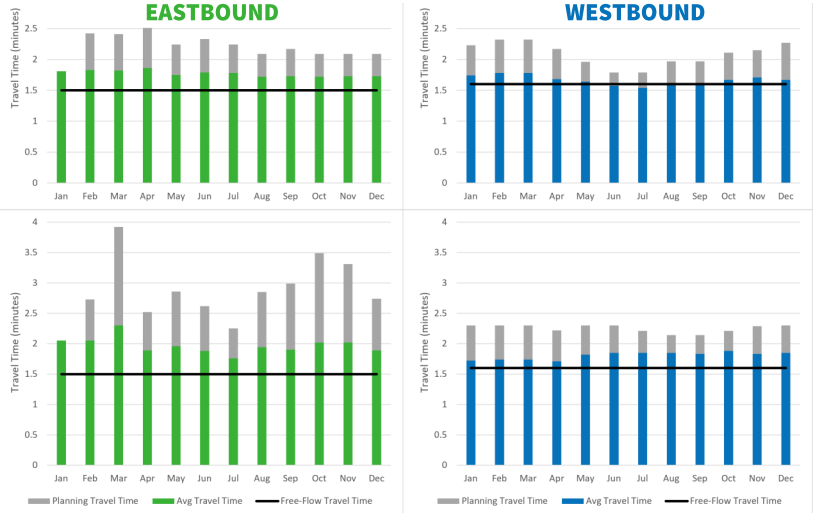 EASTBOUND
WESTBOUND
Travel Time (minutes)
2.5
2
1.5
1
0.5
0
Jan Feb Mar Apr May Jun Jul Aug Sep Oct Nov Dec
Travel Time (minutes)
2.5
2
1.5
1
0.5
0
Jan Feb Mar Apr May Jun Jul Aug Sep Oct Nov Dec
Travel Time (minutes)
4
3.5
3
2.5
2
1.5
1
0.5
0
Jan Feb Mar Apr May Jun Jul Aug Sep Oct Nov Dec
Planning Travel Time Avg Travel Time Free-Flow Travel Time
Travel Time (minutes)
4
3.5
3
2.5
2
1.5
1
0.5
0
Jan Feb Mar Apr May Jun Jul Aug Sep Oct Nov Dec
Planning Travel Time Avg Travel Time Free-Flow Travel Time